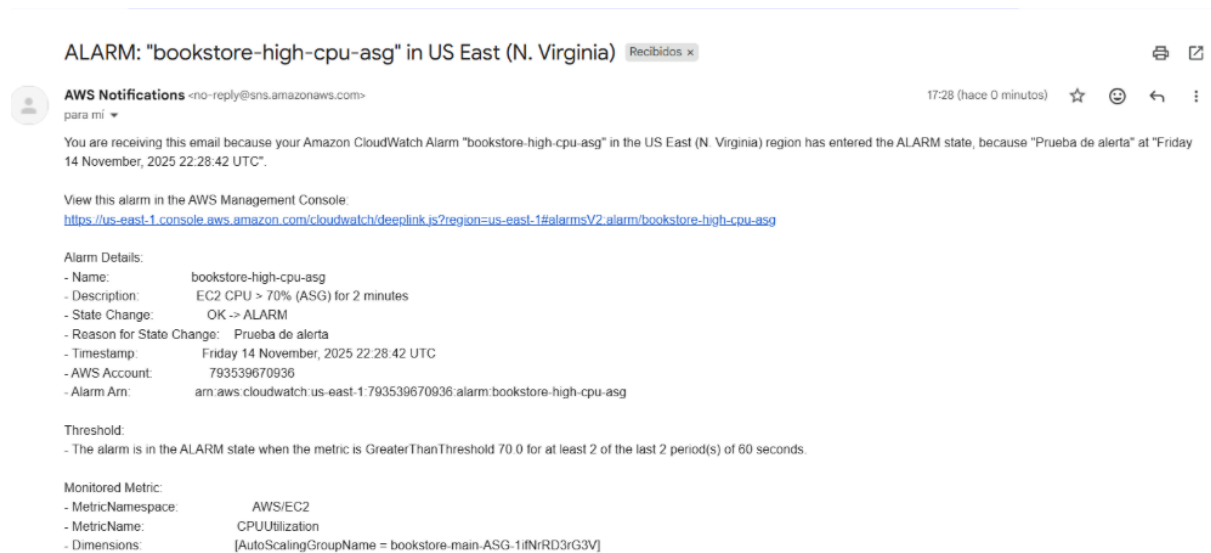 ALARM: "bookstore-high-cpu-asg" in US East (N. Virginia) Recibidos x
AWS Notifications <no-reply@sns.amazonaws.com> 17:28 (hace 0 minutos)
para mí
You are receiving this email because your Amazon CloudWatch Alarm "bookstore-high-cpu-asg" in the US East (N. Virginia) region has entered the ALARM state, because "Prueba de alerta" at "Friday
14 November, 2025 22:28:42 UTC".
View this alarm in the AWS Management Console:
https://us-east-1.console.aws.amazon.com/cloudwatch/deeplink.js?region=us-east-1#alarmsV2:alarm/bookstore-high-cpu-asg
Alarm Details:
- Name: bookstore-high-cpu-asg
- Description: EC2 CPU > 70% (ASG) for 2 minutes
- State Change: OK -> ALARM
- Reason for State Change: Prueba de alerta
- Timestamp: Friday 14 November, 2025 22:28:42 UTC
- AWS Account: 793539670936
- Alarm Arn: arn:aws:cloudwatch:us-east-1:793539670936:alarm:bookstore-high-cpu-asg
Threshold:
- The alarm is in the ALARM state when the metric is GreaterThanThreshold 70.0 for at least 2 of the last 2 period(s) of 60 seconds.
Monitored Metric:
- MetricNamespace: AWS/EC2
- MetricName: CPUUtilization
- Dimensions: [AutoScalingGroupName = bookstore-main-ASG-1ifNrRD3rG3V]